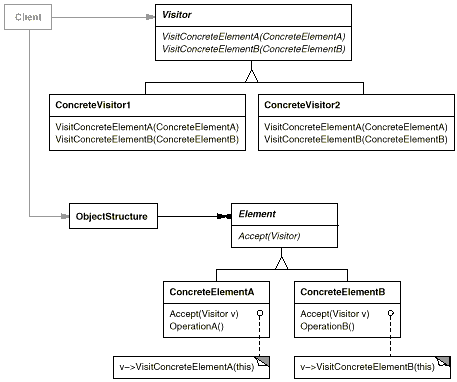 Client
Visitor
VisitConcreteElementA(ConcreteElementA)
VisitConcreteElementB(ConcreteElementB)
ConcreteVisitor1
VisitConcreteElementA(ConcreteElementA)
VisitConcreteElementB(ConcreteElementB)
ConcreteVisitor2
VisitConcreteElementA(ConcreteElementA)
VisitConcreteElementB(ConcreteElementB)
ObjectStructure
Element
Accept(Visitor)
ConcreteElementA
Accept(Visitor v)
OperationA()
ConcreteElementB
Accept(Visitor v)
OperationB()
v->VisitConcreteElementA(this)
v->VisitConcreteElementB(this)